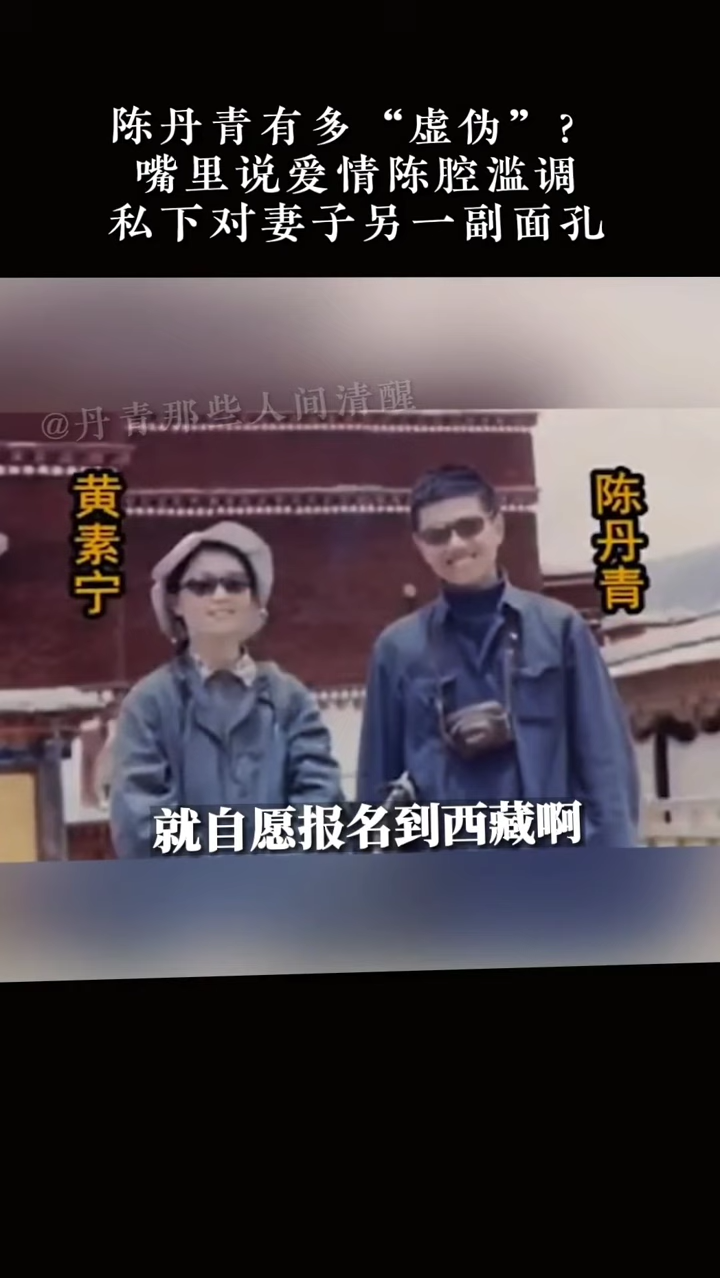 陈丹青有多“虚伪”？
嘴里说爱情陈腔滥调
私下对妻子另一副面孔
@丹青那些人间清醒
黄素宁
陈丹青
就自愿报名到西藏啊